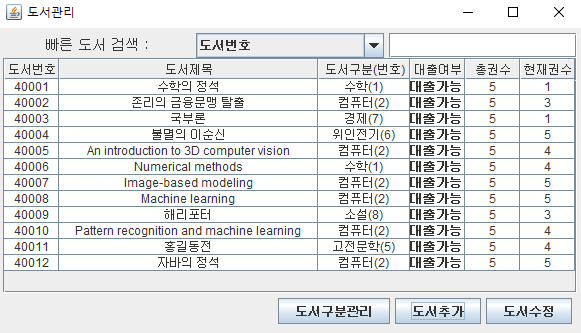 도서관리
빠른 도서 검색 : 도서번호
도서번호 도서제목 도서구분(번호) 대출여부 총권수 현재권수
40001 수학의 정석 수학(1) 대출가능 5 1
40002 존리의 금융문맹 탈출 컴퓨터(2) 대출가능 5 3
40003 국부론 경제(7) 대출가능 5 1
40004 불멸의 이순신 위인전기(6) 대출가능 5 5
40005 An introduction to 3D computer vision 컴퓨터(2) 대출가능 5 4
40006 Numerical methods 수학(1) 대출가능 5 4
40007 Image-based modeling 컴퓨터(2) 대출가능 5 5
40008 Machine learning 컴퓨터(2) 대출가능 5 5
40009 해리포터 소설(8) 대출가능 5 3
40010 Pattern recognition and machine learning 컴퓨터(2) 대출가능 5 4
40011 홍길동전 고전문학(5) 대출가능 5 4
40012 자바의 정석 컴퓨터(2) 대출가능 5 5
도서구분관리 도서추가 도서수정